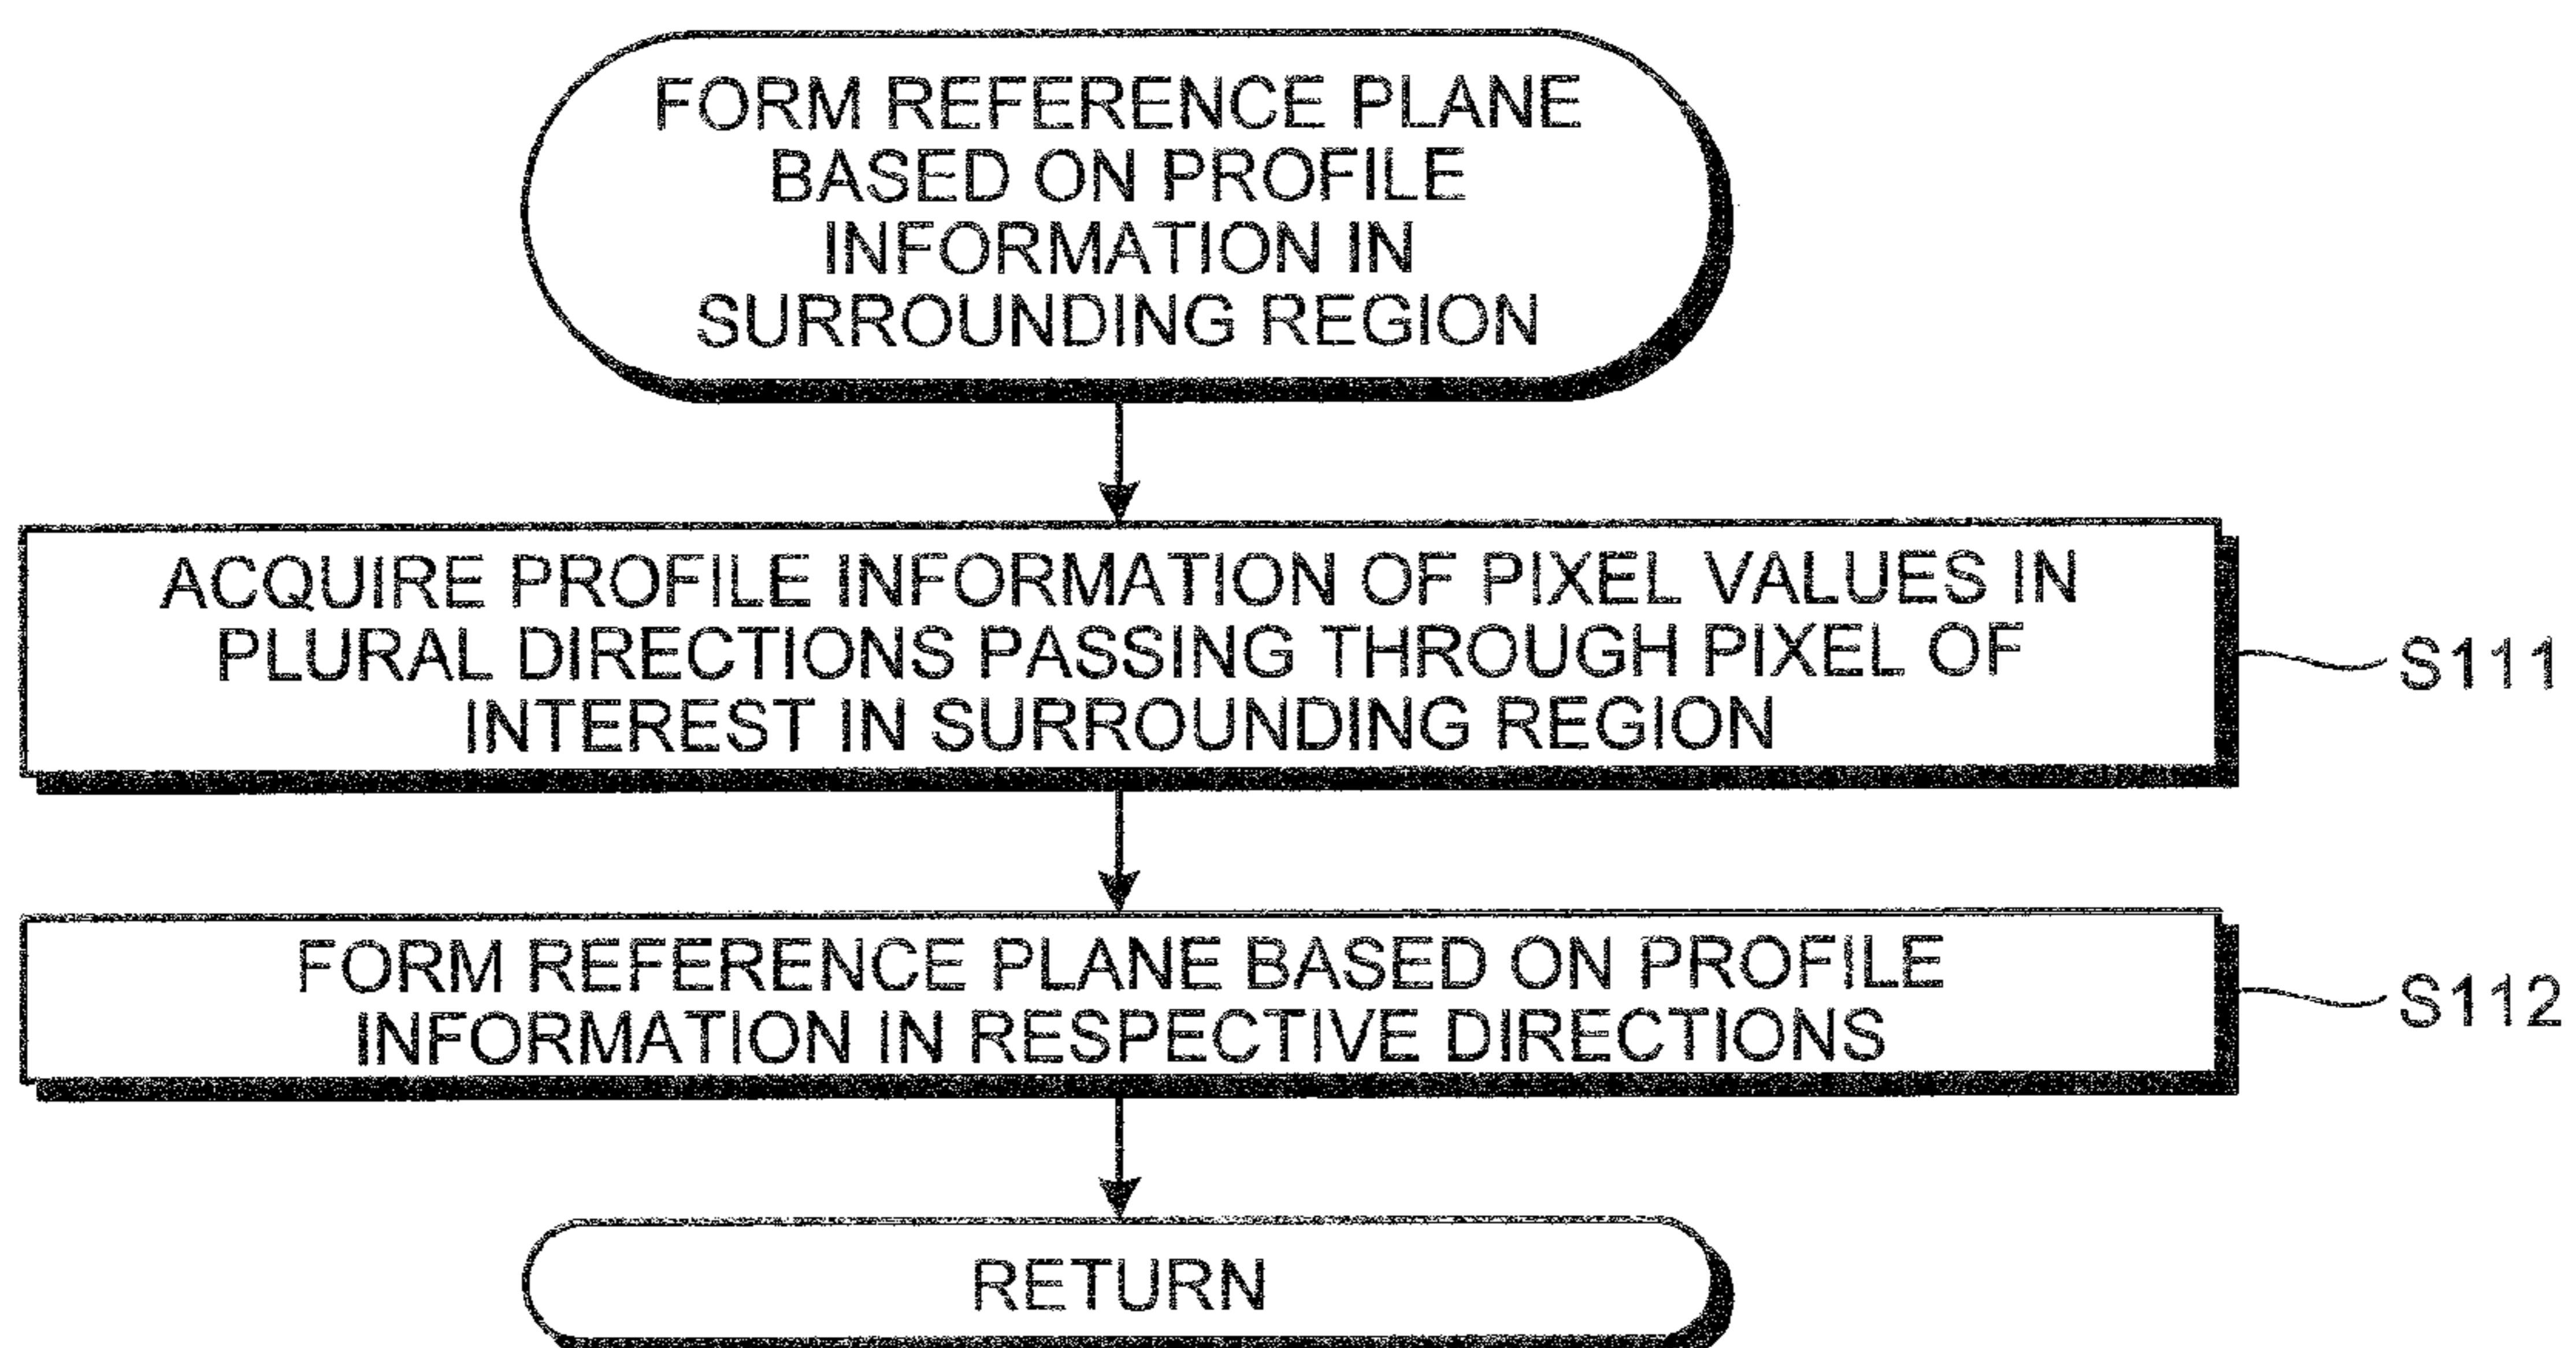 FORM REFERENCE PLANE
BASED ON PROFILE
INFORMATION IN
SURROUNDING REGION
ACQUIRE PROFILE INFORMATION OF PIXEL VALUES IN
PLURAL DIRECTIONS PASSING THROUGH PIXEL OF
INTEREST IN SURROUNDING REGION
S111
FORM REFERENCE PLANE BASED ON PROFILE
INFORMATION IN RESPECTIVE DIRECTIONS
S112
RETURN